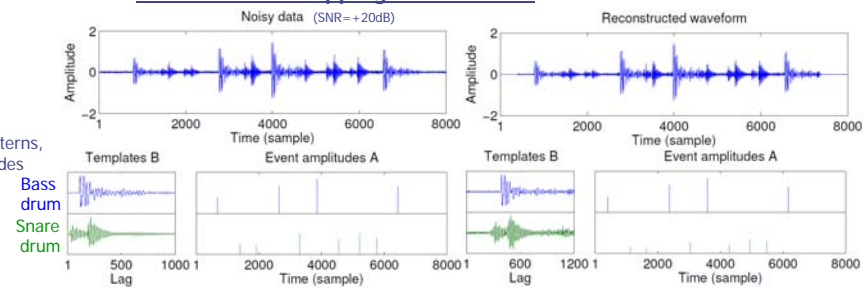 Noisy data (SNR=+20dB)
Reconstructed waveform
Amplitude
2
0
−2
1 2000 4000 6000 8000
Time (sample)
Amplitude
2
0
−2
1 2000 4000 6000 8000
Time (sample)
terns,
des
Templates B
Event amplitudes A
Templates B
Event amplitudes A
Bass
drum
Snare
drum
1 500 1000
Lag
1 2000 4000 6000 8000
Time (sample)
1 600 1200
Lag
1 2000 4000 6000 8000
Time (sample)